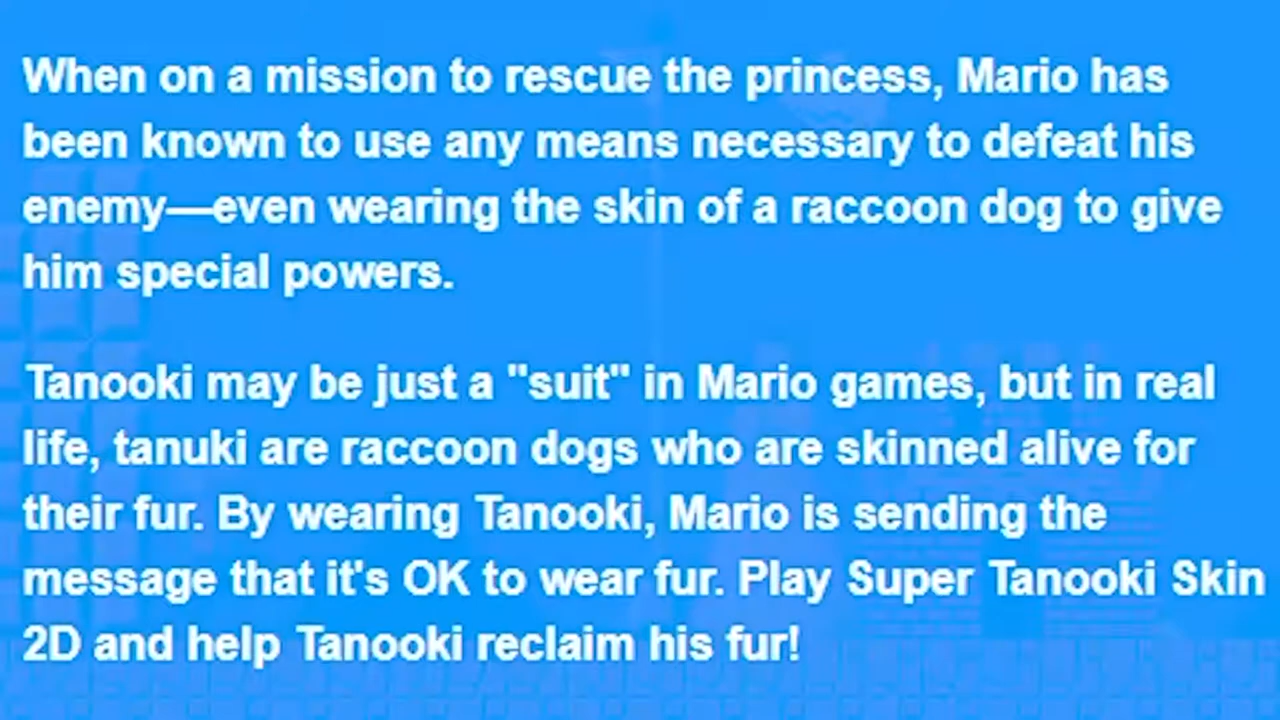 When on a mission to rescue the princess, Mario has
been known to use any means necessary to defeat his
enemy—even wearing the skin of a raccoon dog to give
him special powers.
Tanooki may be just a "suit" in Mario games, but in real
life, tanuki are raccoon dogs who are skinned alive for
their fur. By wearing Tanooki, Mario is sending the
message that it's OK to wear fur. Play Super Tanooki Skin
2D and help Tanooki reclaim his fur!